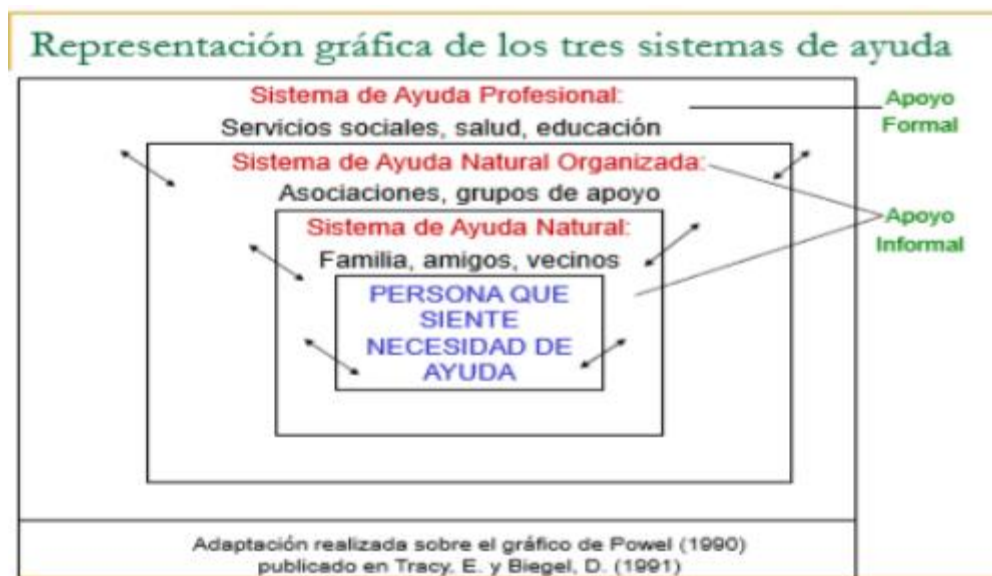 Representación gráfica de los tres sistemas de ayuda
Sistema de Ayuda Profesional:
Servicios sociales, salud, educación
Apoyo
Formal
Sistema de Ayuda Natural Organizada:
Asociaciones, grupos de apoyo
Sistema de Ayuda Natural:
Familia, amigos, vecinos
Apoyo
Informal
PERSONA QUE
SIENTE
NECESIDAD DE
AYUDA
Adaptación realizada sobre el gráfico de Powel (1990)
publicado en Tracy, E. y Biegel, D. (1991)